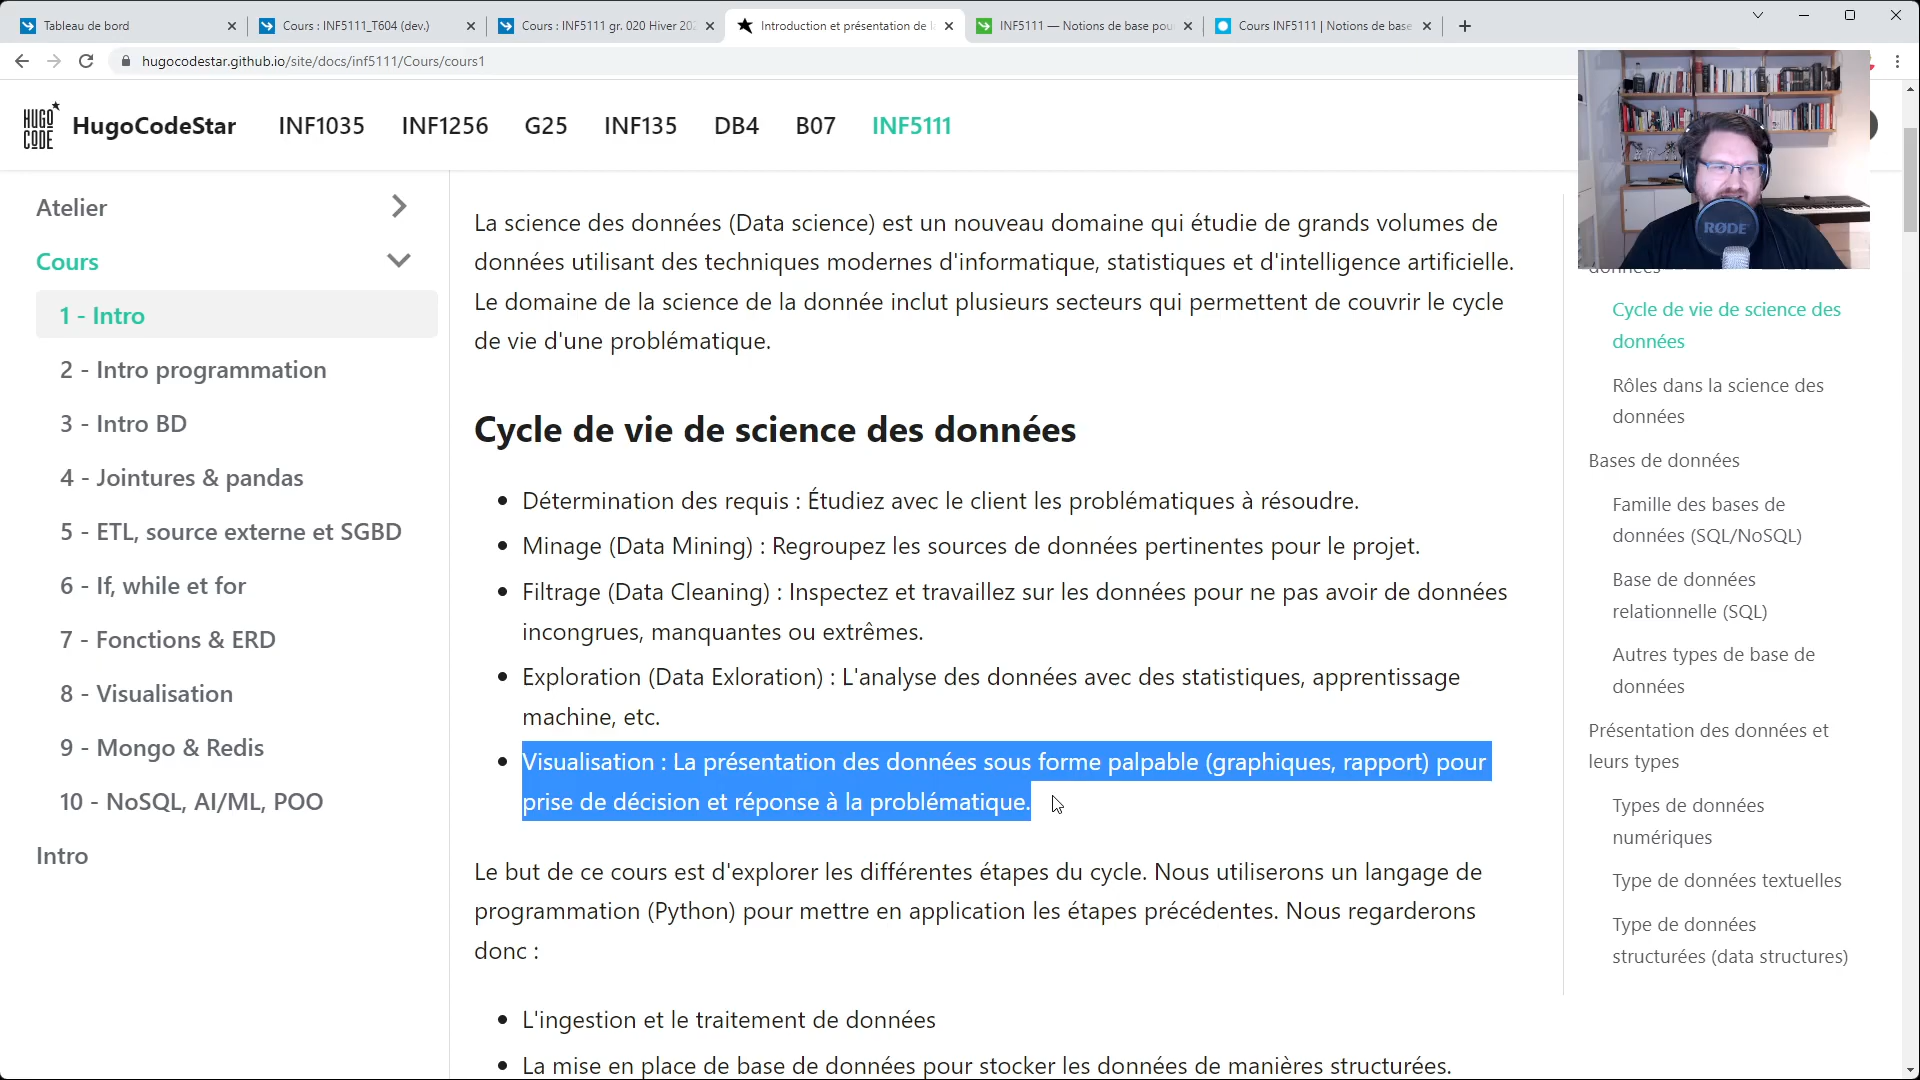 Tableau de bord
Cours : INF5111_T604 (dev.)
Cours : INF5111 gr. 020 Hiver 202
Introduction et présentation de l
INF5111 — Notions de base pou
Cours INF5111 | Notions de base
hugocodestar.github.io/site/docs/inf5111/Cours/cours1
HUGO CODE
HugoCodeStar
INF1035
INF1256
G25
INF135
DB4
B07
INF5111
Atelier
Cours
1 - Intro
2 - Intro programmation
3 - Intro BD
4 - Jointures & pandas
5 - ETL, source externe et SGBD
6 - If, while et for
7 - Fonctions & ERD
8 - Visualisation
9 - Mongo & Redis
10 - NoSQL, AI/ML, POO
Intro
La science des données (Data science) est un nouveau domaine qui étudie de grands volumes de
données utilisant des techniques modernes d'informatique, statistiques et d'intelligence artificielle.
Le domaine de la science de la donnée inclut plusieurs secteurs qui permettent de couvrir le cycle
de vie d'une problématique.
Cycle de vie de science des données
Détermination des requis : Étudiez avec le client les problématiques à résoudre.
Minage (Data Mining) : Regroupez les sources de données pertinentes pour le projet.
Filtrage (Data Cleaning) : Inspectez et travaillez sur les données pour ne pas avoir de données
incongrues, manquantes ou extrêmes.
Exploration (Data Exloration) : L'analyse des données avec des statistiques, apprentissage
machine, etc.
Visualisation : La présentation des données sous forme palpable (graphiques, rapport) pour
prise de décision et réponse à la problématique.
Le but de ce cours est d'explorer les différentes étapes du cycle. Nous utiliserons un langage de
programmation (Python) pour mettre en application les étapes précédentes. Nous regarderons
donc :
L'ingestion et le traitement de données
La mise en place de base de données pour stocker les données de manières structurées.
RØDE
données
Cycle de vie de science des
données
Rôles dans la science des
données
Bases de données
Famille des bases de
données (SQL/NoSQL)
Base de données
relationnelle (SQL)
Autres types de base de
données
Présentation des données et
leurs types
Types de données
numériques
Type de données textuelles
Type de données
structurées (data structures)